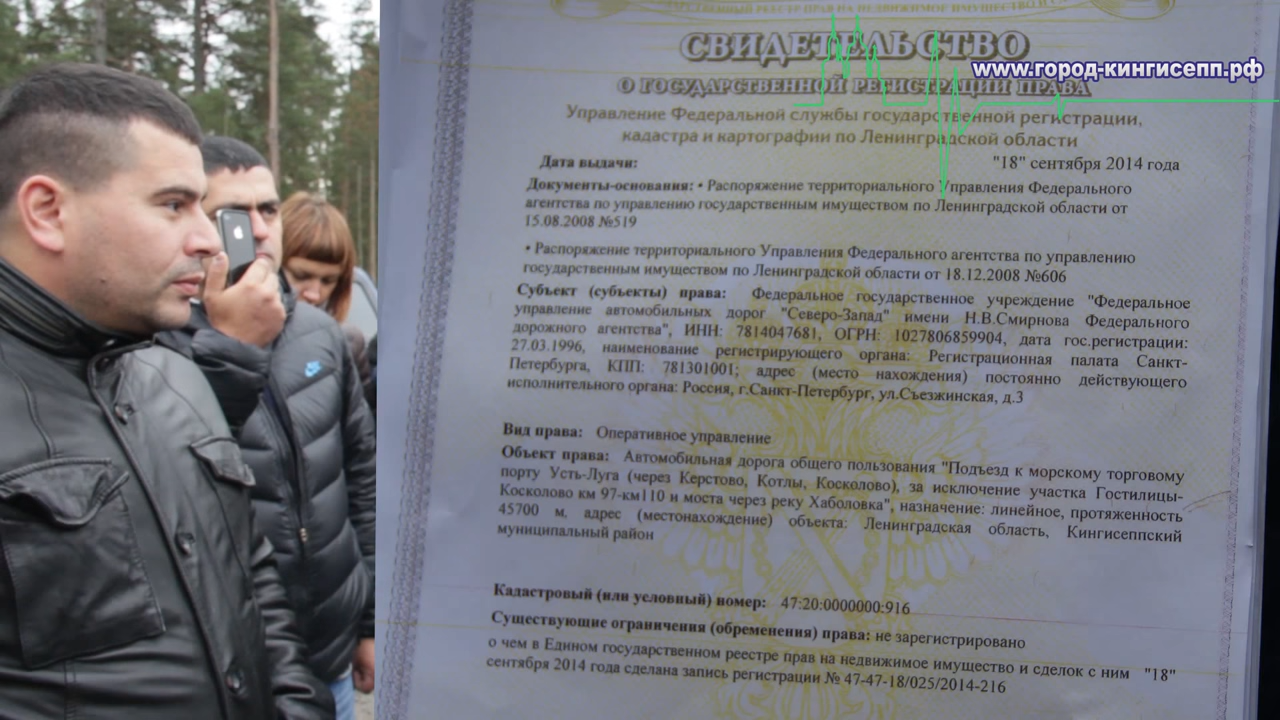 СВИДЕТЕЛЬСТВО
www.город-кингисепп.рф
О ГОСУДАРСТВЕННОЙ РЕГИСТРАЦИИ ПРАВА
Управление Федеральной службы государственной регистрации,
кадастра и картографии по Ленинградской области
Дата выдачи: "18" сентября 2014 года
Документы-основания: • Распоряжение территориального Управления Федерального
агентства по управлению государственным имуществом по Ленинградской области от
15.08.2008 №519
• Распоряжение территориального Управления Федерального агентства по управлению
государственным имуществом по Ленинградской области от 18.12.2008 №606
Субъект (субъекты) права: Федеральное государственное учреждение "Федеральное
управление автомобильных дорог "Северо-Запад" имени Н.В.Смирнова Федерального
дорожного агентства", ИНН: 7814047681, ОГРН: 1027806859904, дата гос.регистрации:
27.03.1996, наименование регистрирующего органа: Регистрационная палата Санкт-
Петербурга, КПП: 781301001; адрес (место нахождения) постоянно действующего
исполнительного органа: Россия, г.Санкт-Петербург, ул.Съезжинская, д.3
Вид права: Оперативное управление
Объект права: Автомобильная дорога общего пользования "Подъезд к морскому торговому
порту Усть-Луга (через Керстово, Котлы, Косколово), за исключение участка Гостилицы-
Косколово км 97-км110 и моста через реку Хаболовка", назначение: линейное, протяженность
45700 м, адрес (местонахождение) объекта: Ленинградская область, Кингисеппский
муниципальный район
Кадастровый (или условный) номер: 47:20:0000000:916
Существующие ограничения (обременения) права: не зарегистрировано
о чем в Едином государственном реестре прав на недвижимое имущество и сделок с ним "18"
сентября 2014 года сделана запись регистрации № 47-47-18/025/2014-216